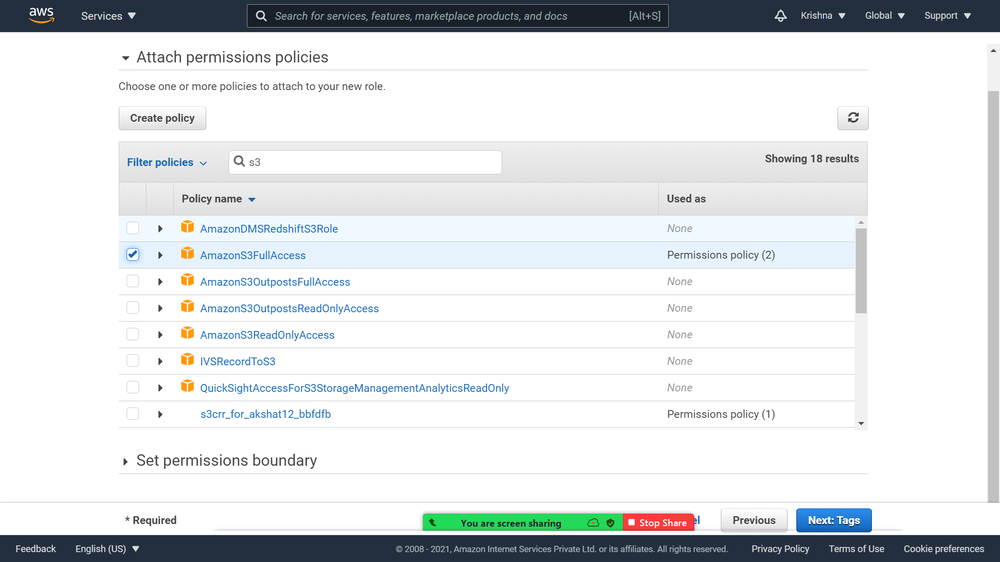 aws Services Search for services, features, marketplace products, and docs [Alt+S] Krishna Global Support
Attach permissions policies
Choose one or more policies to attach to your new role.
Create policy
Filter policies s3 Showing 18 results
Policy name Used as
AmazonDMSRedshiftS3Role None
AmazonS3FullAccess Permissions policy (2)
AmazonS3OutpostsFullAccess None
AmazonS3OutpostsReadOnlyAccess None
AmazonS3ReadOnlyAccess None
IVSRecordToS3 None
QuickSightAccessForS3StorageManagementAnalyticsReadOnly None
s3crr_for_akshat12_bbfdfb Permissions policy (1)
Set permissions boundary
* Required You are screen sharing Stop Share el Previous Next: Tags
Feedback English (US) © 2008 - 2021, Amazon Internet Services Private Ltd. or its affiliates. All rights reserved. Privacy Policy Terms of Use Cookie preferences